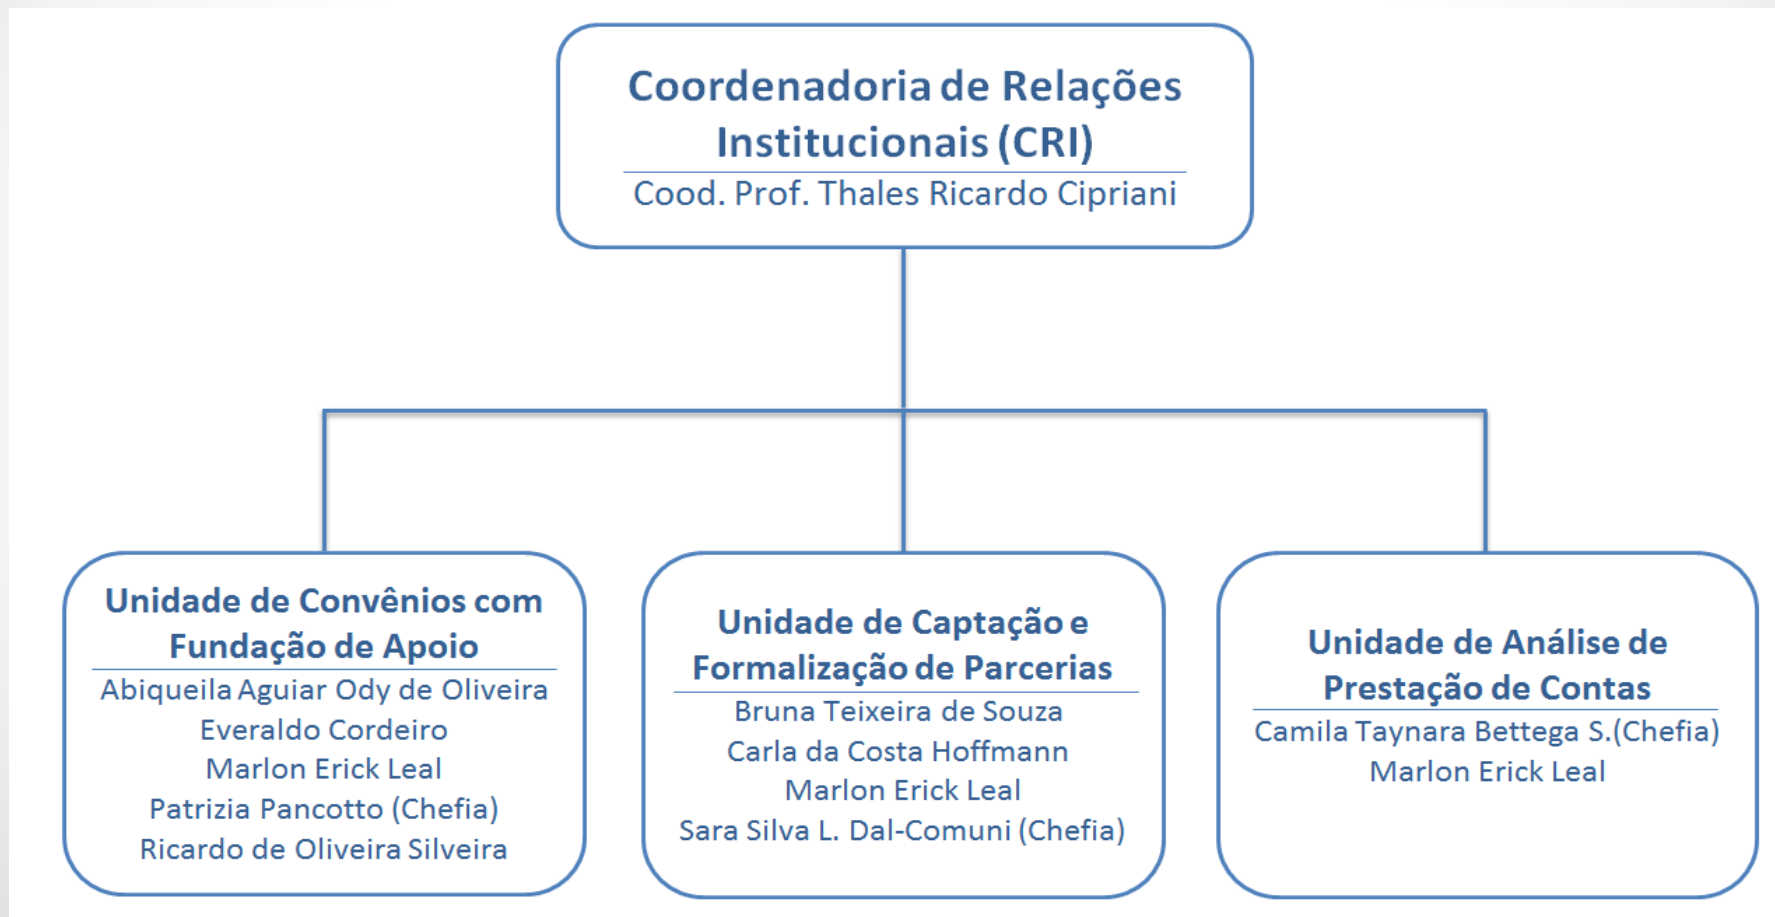 Coordenadoria de Relações
Institucionais (CRI)
Cood. Prof. Thales Ricardo Cipriani
Unidade de Convênios com
Fundação de Apoio
Abiqueila Aguiar Ody de Oliveira
Everaldo Cordeiro
Marlon Erick Leal
Patrizia Pancotto (Chefia)
Ricardo de Oliveira Silveira
Unidade de Captação e
Formalização de Parcerias
Bruna Teixeira de Souza
Carla da Costa Hoffmann
Marlon Erick Leal
Sara Silva L. Dal-Comuni (Chefia)
Unidade de Análise de
Prestação de Contas
Camila Taynara Bettega S.(Chefia)
Marlon Erick Leal